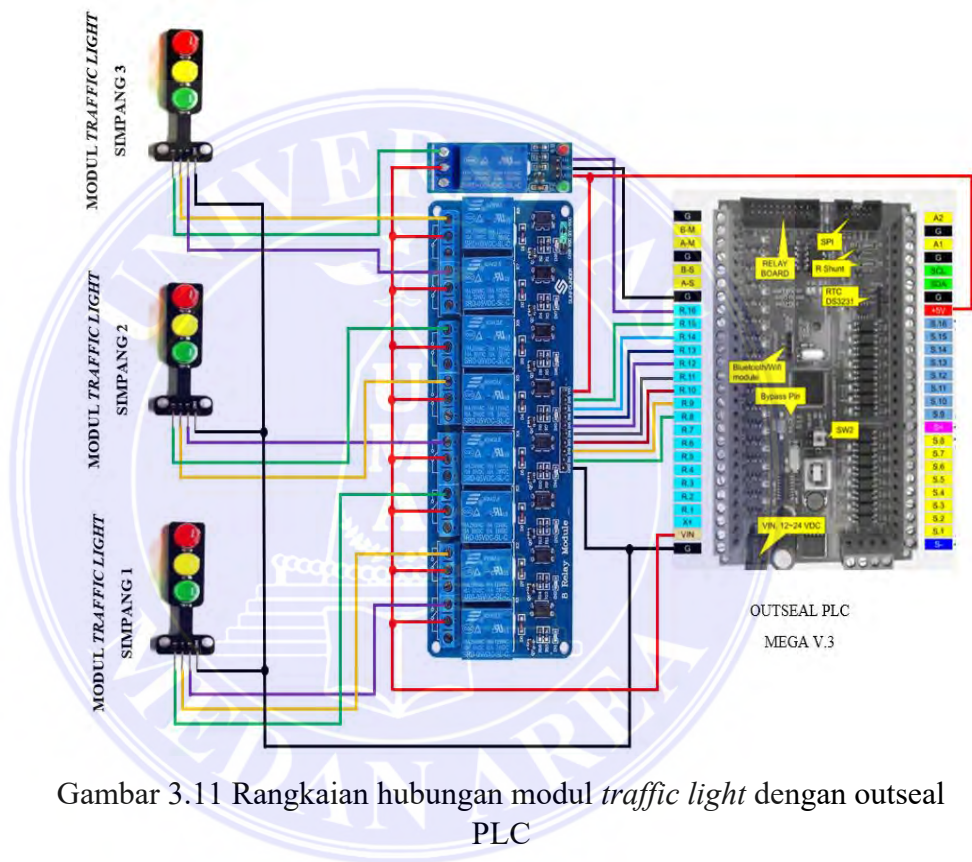 MODUL TRAFFIC LIGHT
SIMPANG 3
MODUL TRAFFIC LIGHT
SIMPANG 2
MODUL TRAFFIC LIGHT
SIMPANG 1
UNIVERSITAS
UMA
MEDAN AREA
8 Relay Module
G
B-M
A-M
G
B-S
A-S
G
R.16
R.15
R.14
R.13
R.12
R.11
R.10
R.9
R.8
R.7
R.6
R.4
R.3
R.2
R.1
X+
VIN
G
RELAY
BOARD
SPI
R Shunt
RTC
DS3231
Bluetooth/Wifi
module
Bypass Pin
SW2
VIN, 12~24 VDC
A2
G
A1
G
SCL
SDA
G
+5V
S.16
S.15
S.14
S.13
S.12
S.11
S.10
S.9
S+
S.8
S.7
S.6
S.5
S.4
S.3
S.2
S.1
S-
OUTSEAL PLC
MEGA V.3
Gambar 3.11 Rangkaian hubungan modul traffic light dengan outseal
PLC